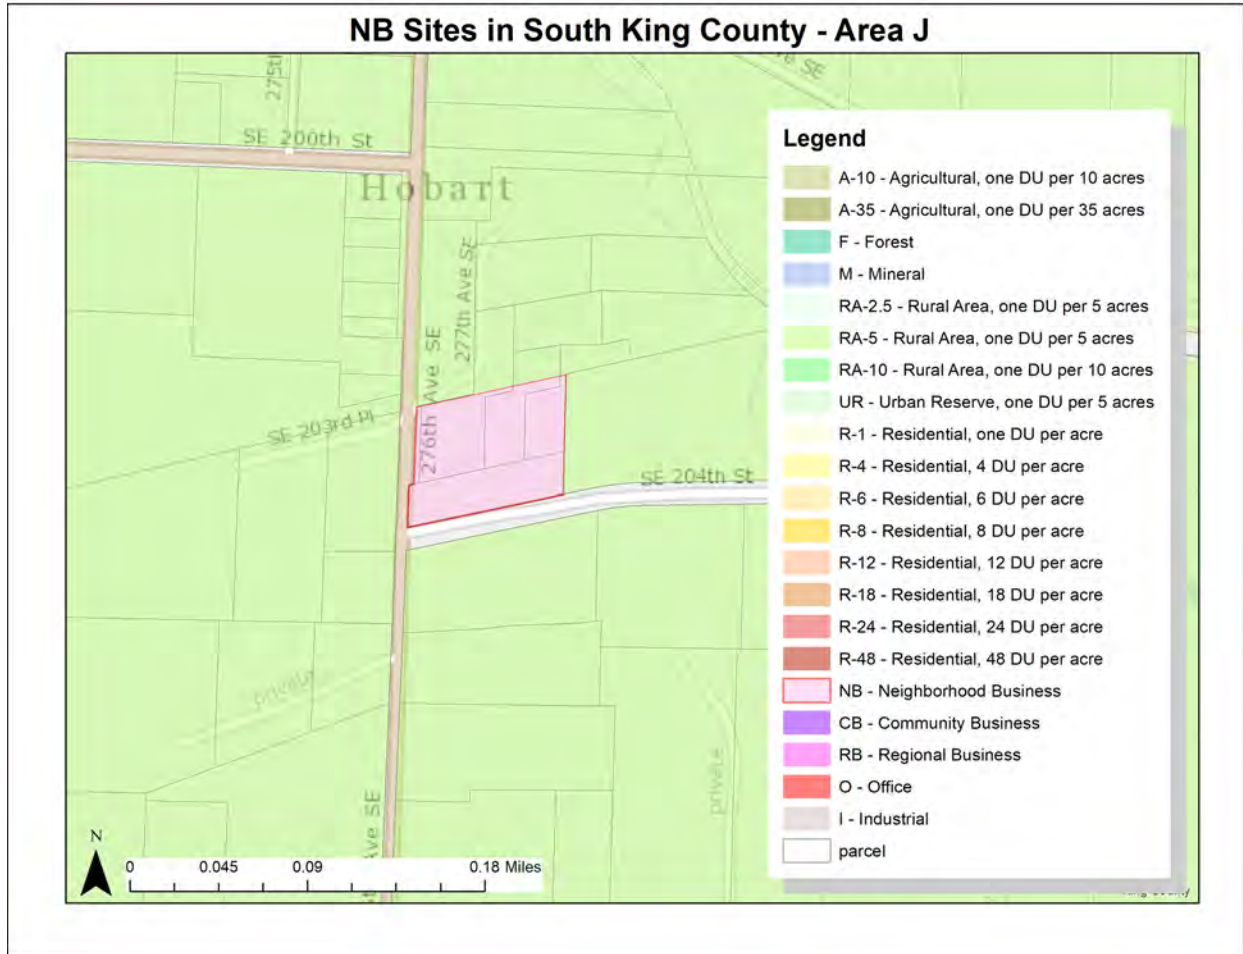 NB Sites in South King County - Area J
ve SE
275th
SE 200th St
Hobart
277th Ave SE
276th Ave SE
SE 203rd Pl
SE 204th St
private
private
Ave SE
Legend
A-10 - Agricultural, one DU per 10 acres
A-35 - Agricultural, one DU per 35 acres
F - Forest
M - Mineral
RA-2.5 - Rural Area, one DU per 5 acres
RA-5 - Rural Area, one DU per 5 acres
RA-10 - Rural Area, one DU per 10 acres
UR - Urban Reserve, one DU per 5 acres
R-1 - Residential, one DU per acre
R-4 - Residential, 4 DU per acre
R-6 - Residential, 6 DU per acre
R-8 - Residential, 8 DU per acre
R-12 - Residential, 12 DU per acre
R-18 - Residential, 18 DU per acre
R-24 - Residential, 24 DU per acre
R-48 - Residential, 48 DU per acre
NB - Neighborhood Business
CB - Community Business
RB - Regional Business
O - Office
I - Industrial
parcel
N
0 0.045 0.09 0.18 Miles
County